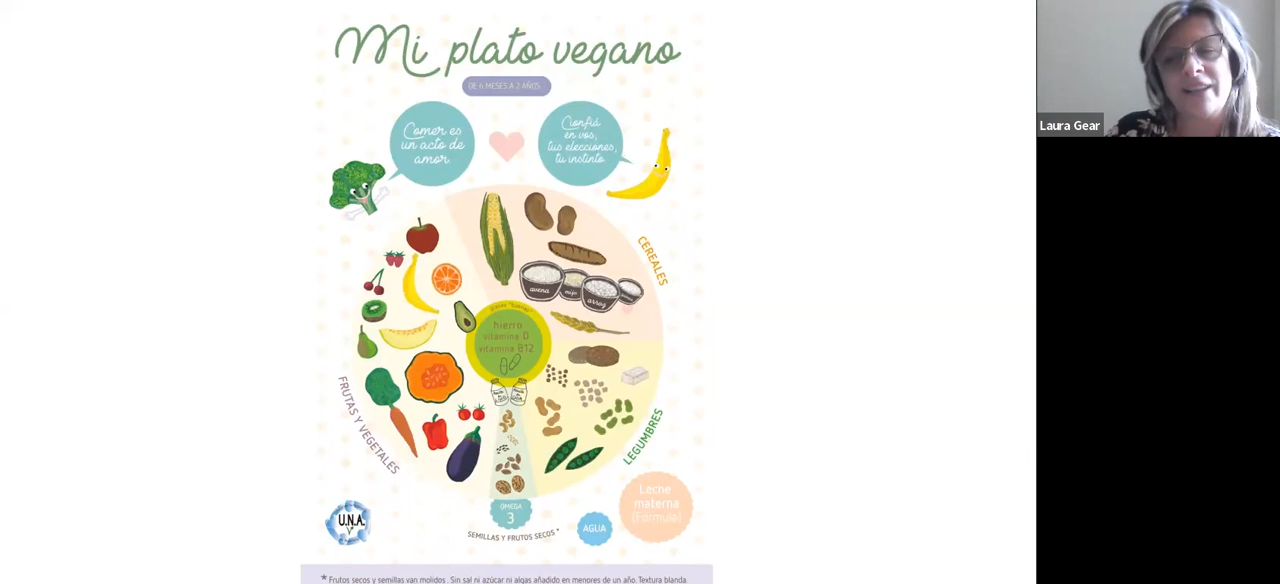 Mi plato vegano
DE 6 MESES A 2 AÑOS
Comer es
un acto de
amor.
Confiá
en vos,
tus elecciones,
tu instinto.
Laura Gear
CEREALES
avena
mijo
arroz
hierro
vitamina D
vitamina B12
FRUTAS Y VEGETALES
LEGUMBRES
OMEGA
3
SEMILLAS Y FRUTOS SECOS *
AGUA
Leche
materna
(Fórmula)
U.N.A.
* Frutos secos y semillas van molidos . Sin sal ni azúcar ni algas añadido en menores de un año. Textura blanda.